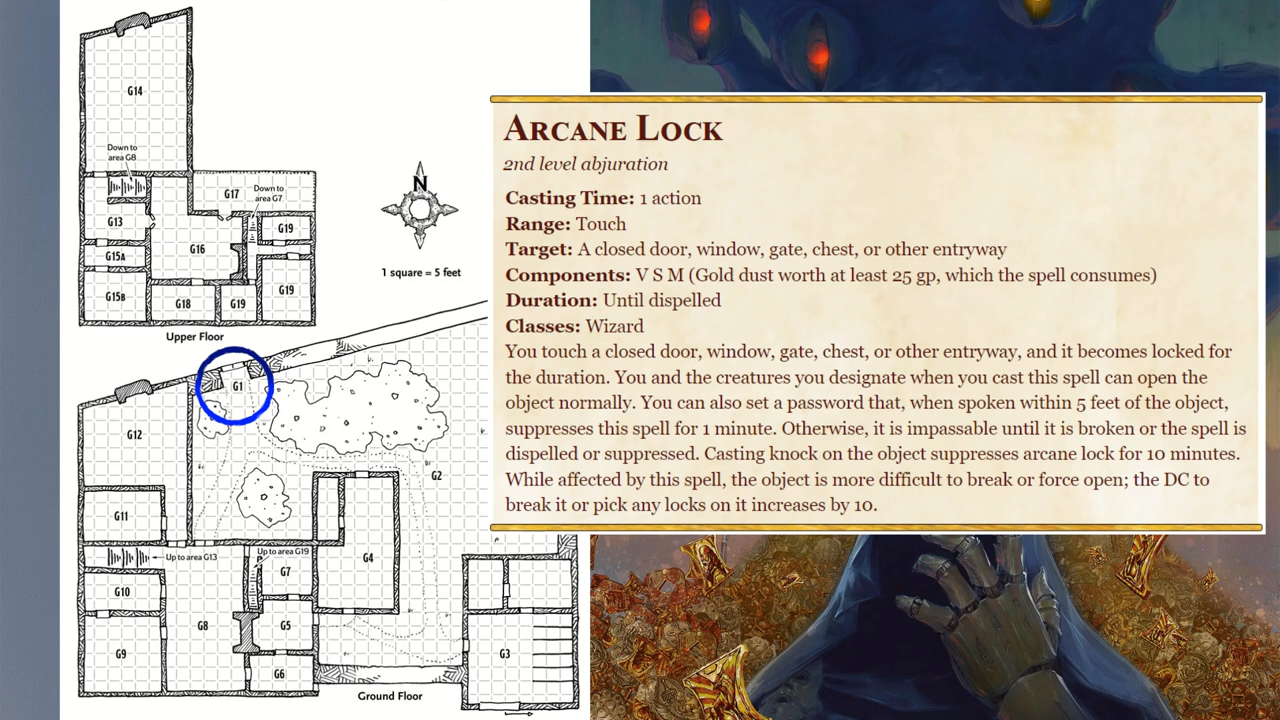 G14
Down to
area G8
G17
Down to
area G7
G13
G19
G16
G15A
G15B
G18
G19
G19
Upper Floor
N
1 square = 5 feet
G1
G12
G2
G11
Up to area G13
Up to area G19
G7
G4
G10
G8
G5
G9
G6
G3
Ground Floor
ARCANE LOCK
2nd level abjuration
Casting Time: 1 action
Range: Touch
Target: A closed door, window, gate, chest, or other entryway
Components: V S M (Gold dust worth at least 25 gp, which the spell consumes)
Duration: Until dispelled
Classes: Wizard
You touch a closed door, window, gate, chest, or other entryway, and it becomes locked for
the duration. You and the creatures you designate when you cast this spell can open the
object normally. You can also set a password that, when spoken within 5 feet of the object,
suppresses this spell for 1 minute. Otherwise, it is impassable until it is broken or the spell is
dispelled or suppressed. Casting knock on the object suppresses arcane lock for 10 minutes.
While affected by this spell, the object is more difficult to break or force open; the DC to
break it or pick any locks on it increases by 10.